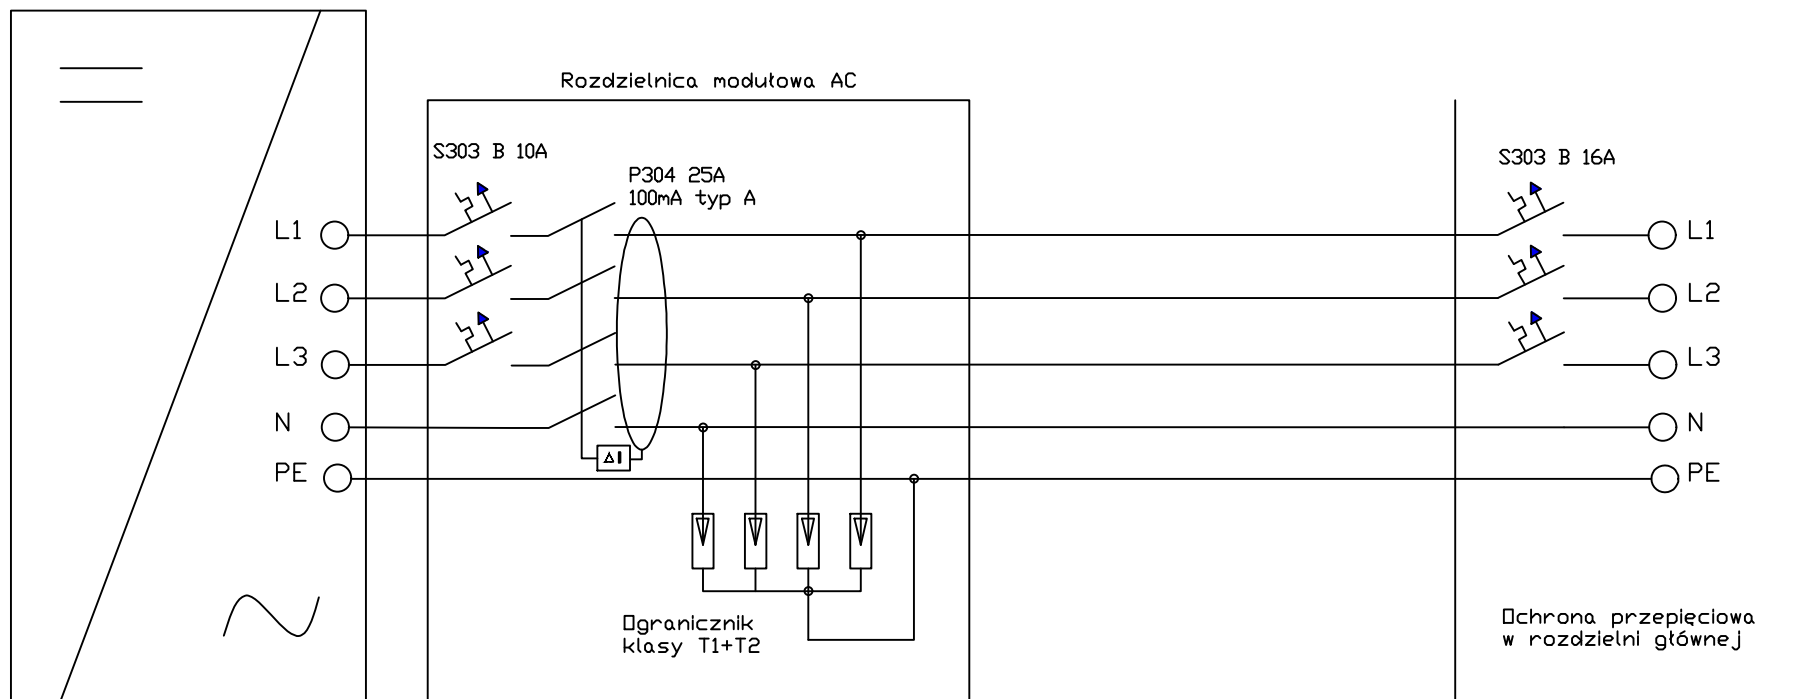 Rozdzielnica modułowa AC
S303 B 10A
P304 25A
100mA typ A
S303 B 16A
L1
L2
L3
N
PE
ΔI
L1
L2
L3
N
PE
Ogranicznik
klasy T1+T2
Ochrona przepięciowa
w rozdzielni głównej